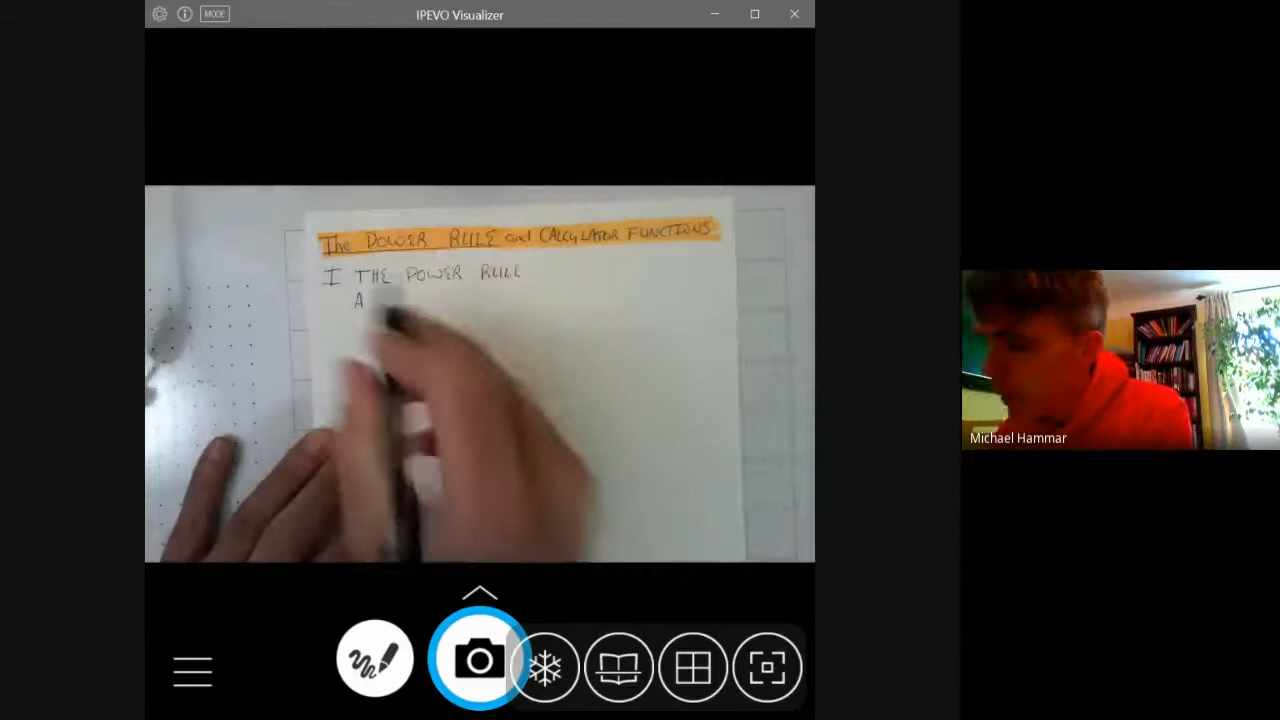 MODE
IPEVO Visualizer
The POWER RULE and CALCULATOR FUNCTIONS
I THE POWER RULE
A
Michael Hammar